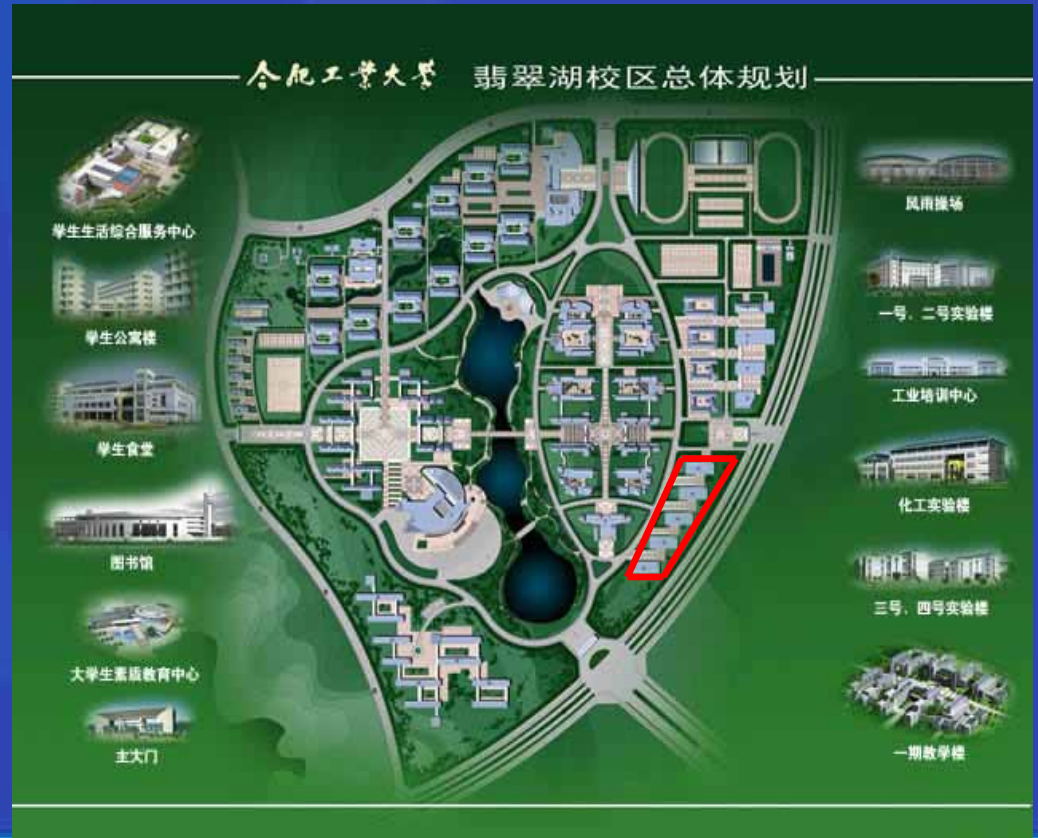 合肥工业大学 翡翠湖校区总体规划
学生生活综合服务中心
学生公寓楼
学生食堂
图书馆
大学生素质教育中心
主大门
风雨操场
一号、二号实验楼
工业培训中心
化工实验楼
三号、四号实验楼
一期教学楼